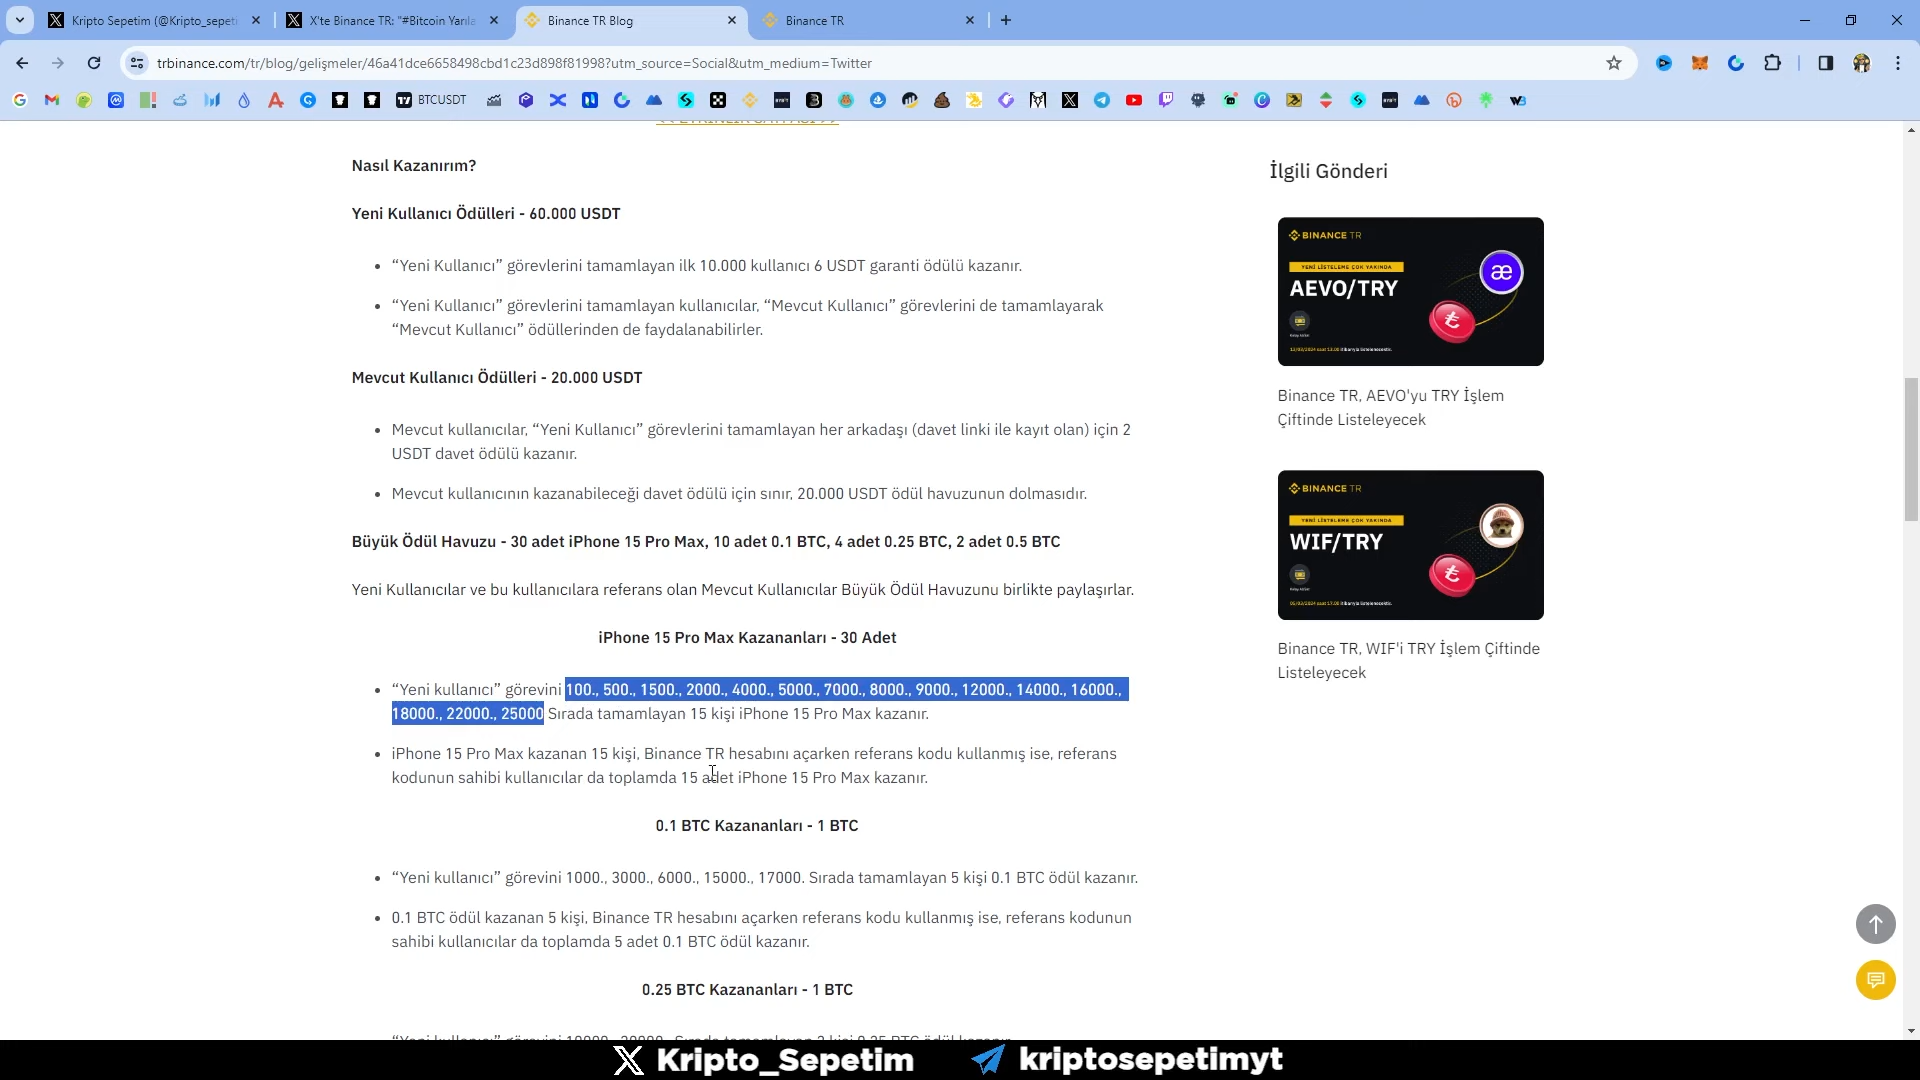 Kripto Sepetim (@Kripto_sepeti
X'te Binance TR: "#Bitcoin Yarıla
Binance TR Blog
Binance TR
trbinance.com/tr/blog/gelişmeler/46a41dce6658498cbd1c23d898f81998?utm_source=Social&utm_medium=Twitter
BTCUSDT
Nasıl Kazanırım?
Yeni Kullanıcı Ödülleri - 60.000 USDT
“Yeni Kullanıcı” görevlerini tamamlayan ilk 10.000 kullanıcı 6 USDT garanti ödülü kazanır.
“Yeni Kullanıcı” görevlerini tamamlayan kullanıcılar, “Mevcut Kullanıcı” görevlerini de tamamlayarak
“Mevcut Kullanıcı” ödüllerinden de faydalanabilirler.
Mevcut Kullanıcı Ödülleri - 20.000 USDT
Mevcut kullanıcılar, “Yeni Kullanıcı” görevlerini tamamlayan her arkadaşı (davet linki ile kayıt olan) için 2
USDT davet ödülü kazanır.
Mevcut kullanıcının kazanabileceği davet ödülü için sınır, 20.000 USDT ödül havuzunun dolmasıdır.
Büyük Ödül Havuzu - 30 adet iPhone 15 Pro Max, 10 adet 0.1 BTC, 4 adet 0.25 BTC, 2 adet 0.5 BTC
Yeni Kullanıcılar ve bu kullanıcılara referans olan Mevcut Kullanıcılar Büyük Ödül Havuzunu birlikte paylaşırlar.
iPhone 15 Pro Max Kazananları - 30 Adet
“Yeni kullanıcı” görevini 100., 500., 1500., 2000., 4000., 5000., 7000., 8000., 9000., 12000., 14000., 16000.,
18000., 22000., 25000 Sırada tamamlayan 15 kişi iPhone 15 Pro Max kazanır.
iPhone 15 Pro Max kazanan 15 kişi, Binance TR hesabını açarken referans kodu kullanmış ise, referans
kodunun sahibi kullanıcılar da toplamda 15 adet iPhone 15 Pro Max kazanır.
0.1 BTC Kazananları - 1 BTC
“Yeni kullanıcı” görevini 1000., 3000., 6000., 15000., 17000. Sırada tamamlayan 5 kişi 0.1 BTC ödül kazanır.
0.1 BTC ödül kazanan 5 kişi, Binance TR hesabını açarken referans kodu kullanmış ise, referans kodunun
sahibi kullanıcılar da toplamda 5 adet 0.1 BTC ödül kazanır.
0.25 BTC Kazananları - 1 BTC
İlgili Gönderi
BINANCE TR
YENİ LİSTELEME ÇOK YAKINDA
AEVO/TRY
Binance TR, AEVO'yu TRY İşlem
Çiftinde Listeleyecek
BINANCE TR
YENİ LİSTELEME ÇOK YAKINDA
WIF/TRY
Binance TR, WIF'i TRY İşlem Çiftinde
Listeleyecek
Kripto_Sepetim
kriptosepetimyt